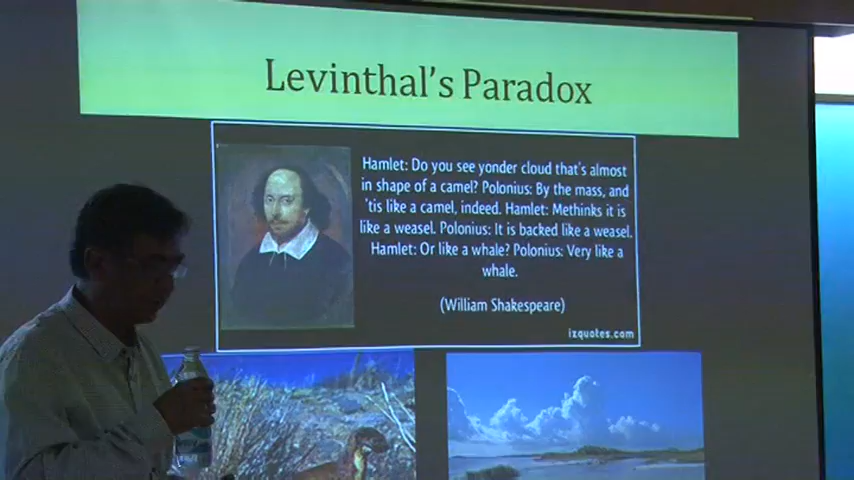 Levinthal's Paradox
Hamlet: Do you see yonder cloud that's almost
in shape of a camel? Polonius: By the mass, and
'tis like a camel, indeed. Hamlet: Methinks it is
like a weasel. Polonius: It is backed like a weasel.
Hamlet: Or like a whale? Polonius: Very like a
whale.
(William Shakespeare)
izquotes.com